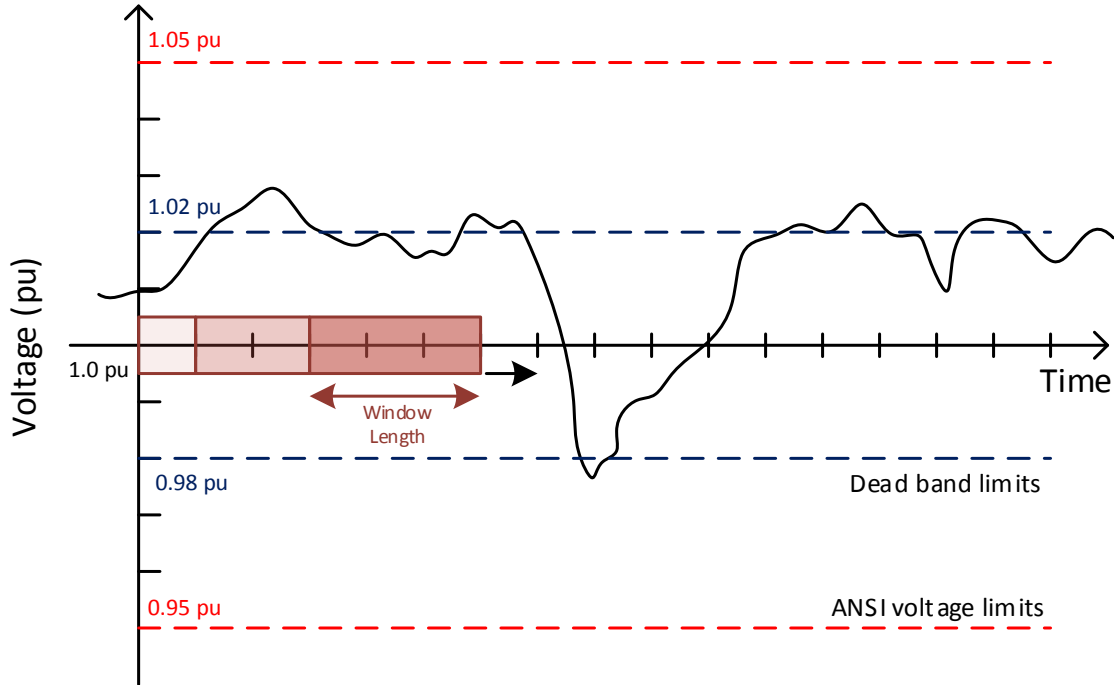 1.05 pu
1.02 pu
Voltage (pu)
1.0 pu
Time
Window
Length
0.98 pu
Dead band limits
0.95 pu
ANSI voltage limits